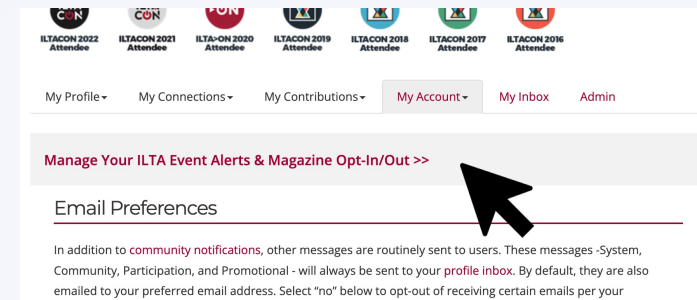 CON CON CON
ILTACON 2022 ILTACON 2021 ILTA>ON 2020 ILTACON 2019 ILTACON 2018 ILTACON 2017 ILTACON 2016
Attendee Attendee Attendee Attendee Attendee Attendee Attendee
My Profile My Connections My Contributions My Account My Inbox Admin
Manage Your ILTA Event Alerts & Magazine Opt-In/Out >>
Email Preferences
In addition to community notifications, other messages are routinely sent to users. These messages -System,
Community, Participation, and Promotional - will always be sent to your profile inbox. By default, they are also
emailed to your preferred email address. Select “no” below to opt-out of receiving certain emails per your